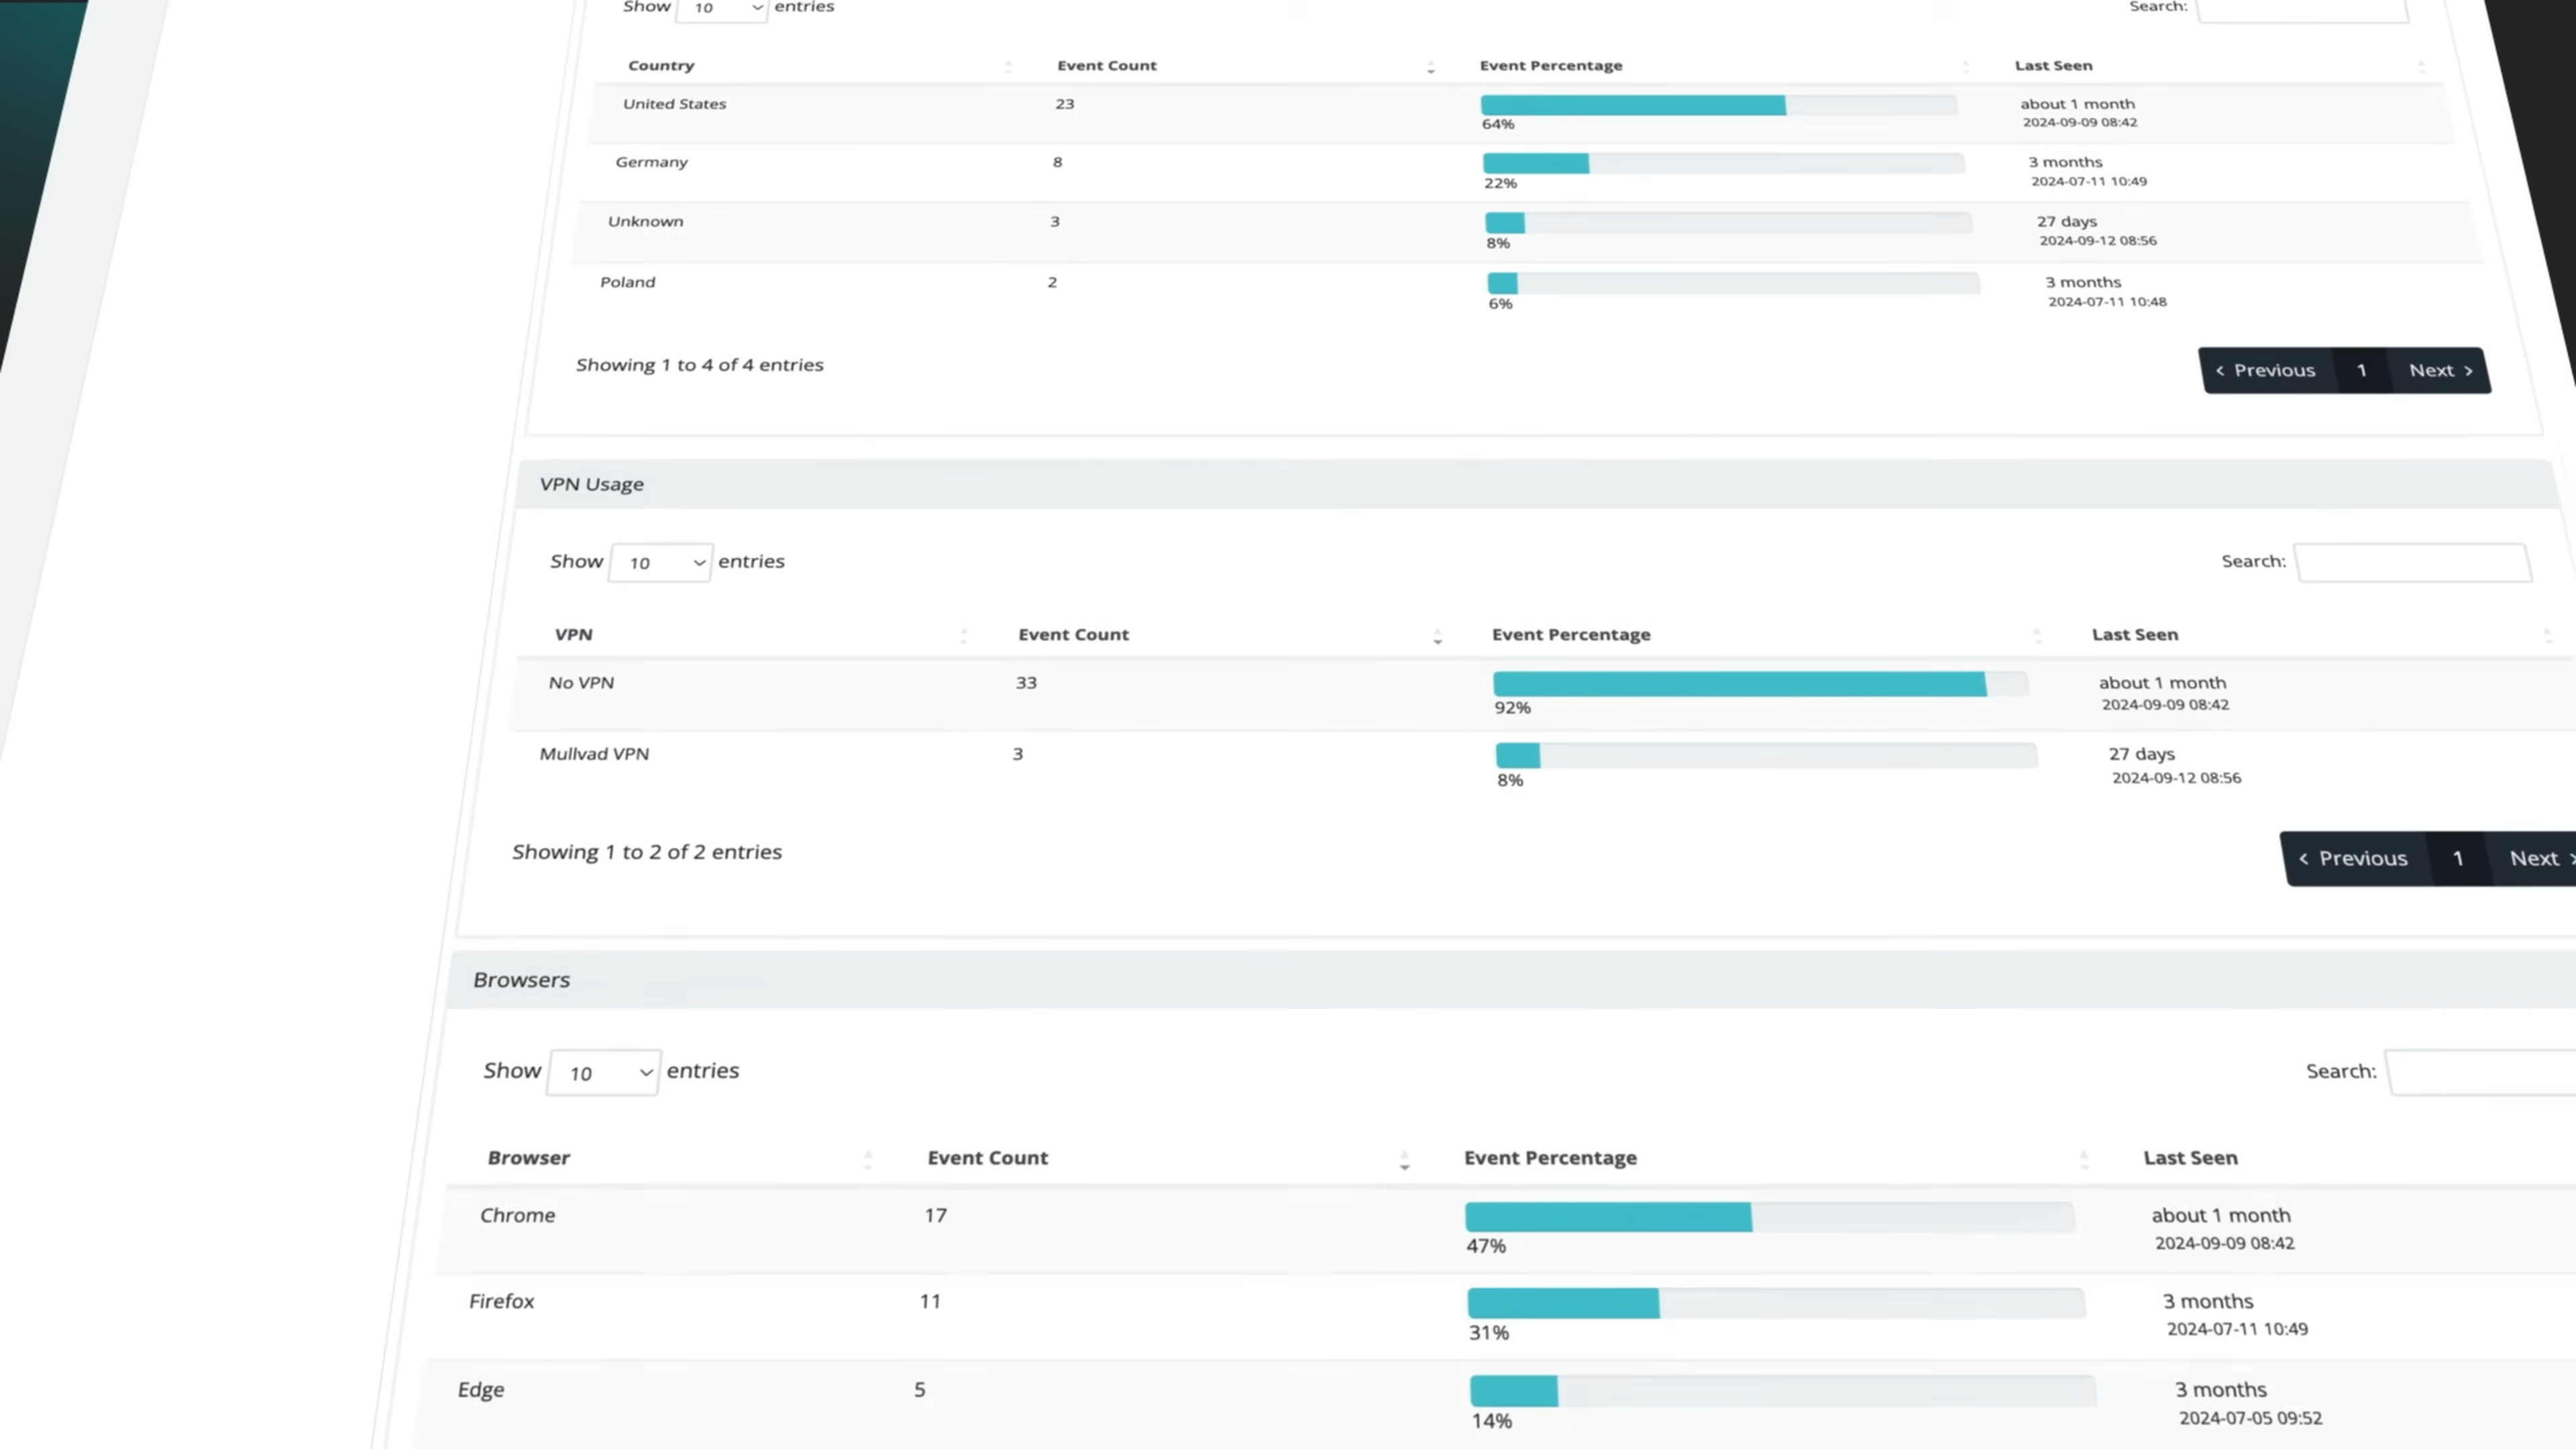 Show 10 entries Search:
Country Event Count Event Percentage Last Seen
United States 23 64% about 1 month
2024-09-09 08:42
Germany 8 22% 3 months
2024-07-11 10:49
Unknown 3 8% 27 days
2024-09-12 08:56
Poland 2 6% 3 months
2024-07-11 10:48
Showing 1 to 4 of 4 entries
Previous 1 Next
VPN Usage
Show 10 entries Search:
VPN Event Count Event Percentage Last Seen
No VPN 33 92% about 1 month
2024-09-09 08:42
Mullvad VPN 3 8% 27 days
2024-09-12 08:56
Showing 1 to 2 of 2 entries
Previous 1 Next
Browsers
Show 10 entries Search:
Browser Event Count Event Percentage Last Seen
Chrome 17 47% about 1 month
2024-09-09 08:42
Firefox 11 31% 3 months
2024-07-11 10:49
Edge 5 14% 3 months
2024-07-05 09:52